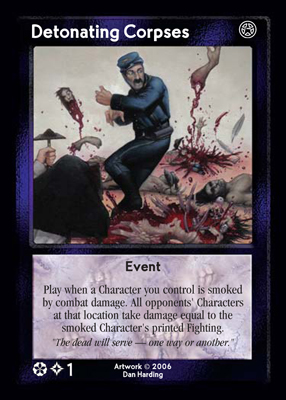 Detonating Corpses
Event
Play when a Character you control is smoked
by combat damage. All opponents' Characters
at that location take damage equal to the
smoked Character's printed Fighting.
"The dead will serve — one way or another."
1
Artwork © 2006
Dan Harding